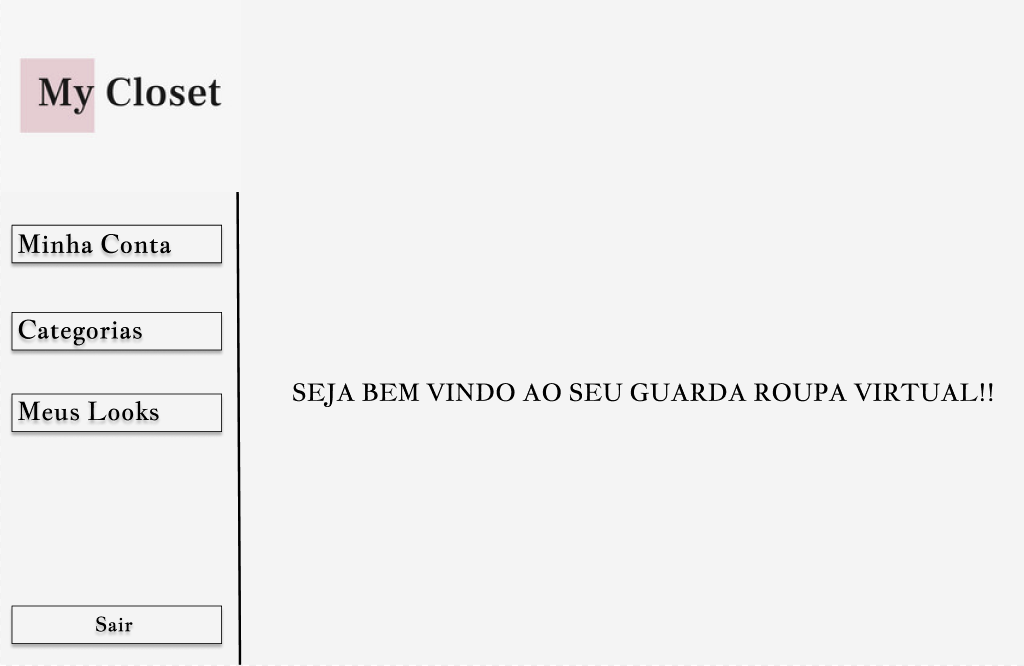 My Closet
Minha Conta
Categorias
Meus Looks
SEJA BEM VINDO AO SEU GUARDA ROUPA VIRTUAL!!
Sair